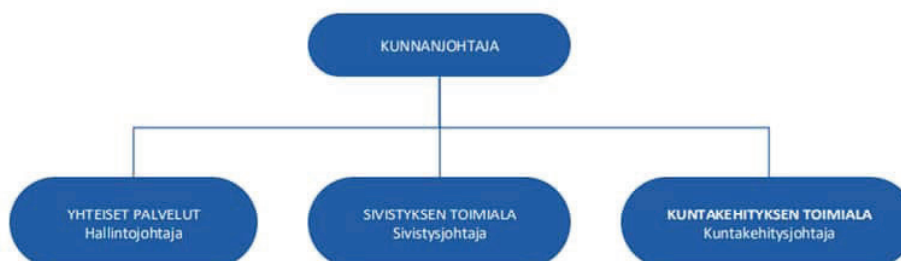 KUNNANJOHTAJA
YHTEISET PALVELUT
Hallintojohtaja
SIVISTYKSEN TOIMIALA
Sivistysjohtaja
KUNTAKEHITYKSEN TOIMIALA
Kuntakehitysjohtaja